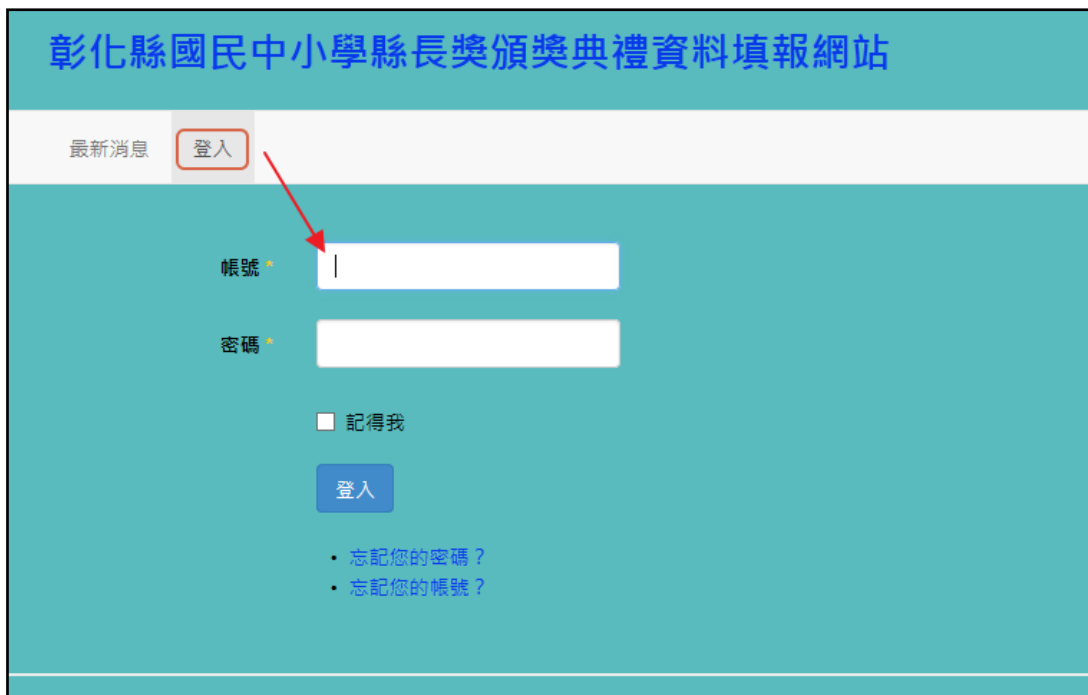 彰化縣國民中小學縣長獎頒獎典禮資料填報網站
最新消息 登入
帳號 *
密碼 *
記得我
登入
• 忘記您的密碼？
• 忘記您的帳號？